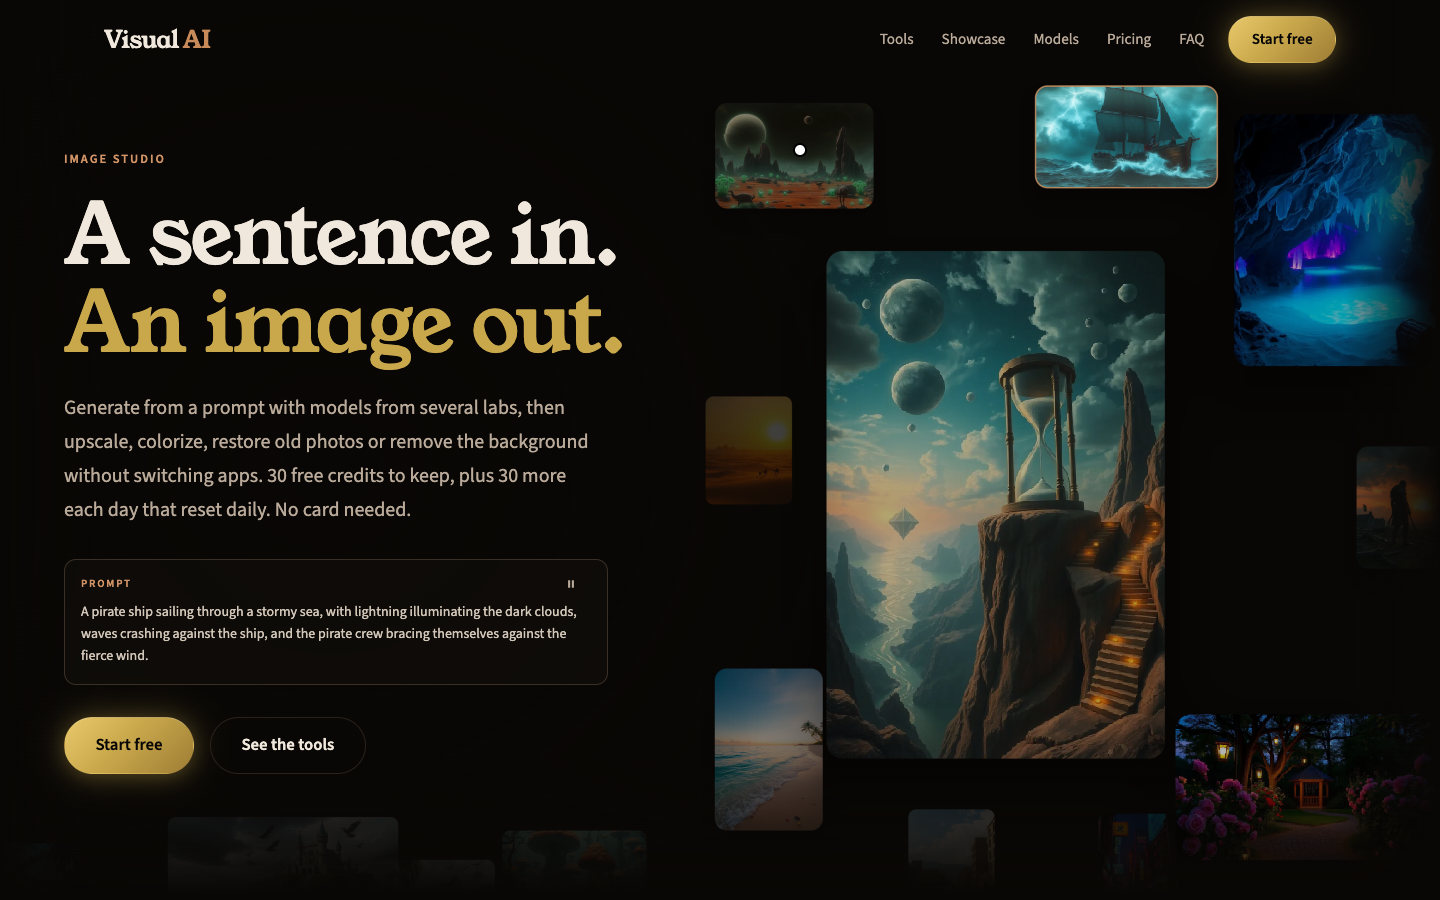 Visual AI
Tools
Showcase
Models
Pricing
FAQ
Start free
IMAGE STUDIO
A sentence in.
An image out.
Generate from a prompt with models from several labs, then
upscale, colorize, restore old photos or remove the background
without switching apps. 30 free credits to keep, plus 30 more
each day that reset daily. No card needed.
PROMPT
A pirate ship sailing through a stormy sea, with lightning illuminating the dark clouds,
waves crashing against the ship, and the pirate crew bracing themselves against the
fierce wind.
Start free
See the tools